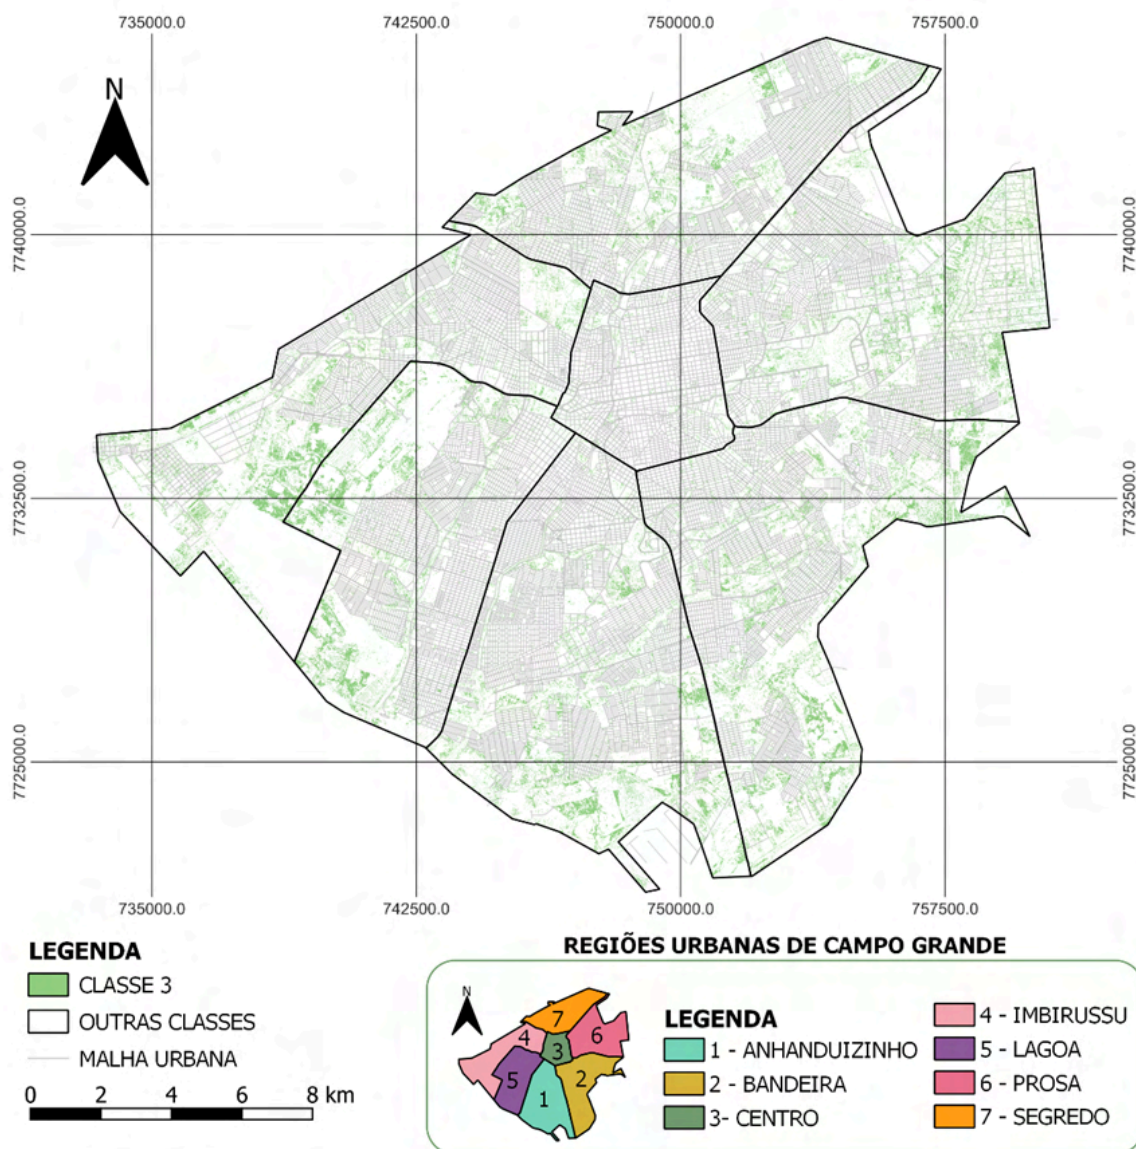 735000.0 742500.0 750000.0 757500.0
N
7740000.0 7740000.0
7732500.0 7732500.0
7725000.0 7725000.0
735000.0 742500.0 750000.0 757500.0
LEGENDA
CLASSE 3
OUTRAS CLASSES
MALHA URBANA
0 2 4 6 8 km
REGIÕES URBANAS DE CAMPO GRANDE
N
7
4
6
3
5
2
1
LEGENDA
1 - ANHANDUIZINHO
2 - BANDEIRA
3- CENTRO
4 - IMBIRUSSU
5 - LAGOA
6 - PROSA
7 - SEGREDO